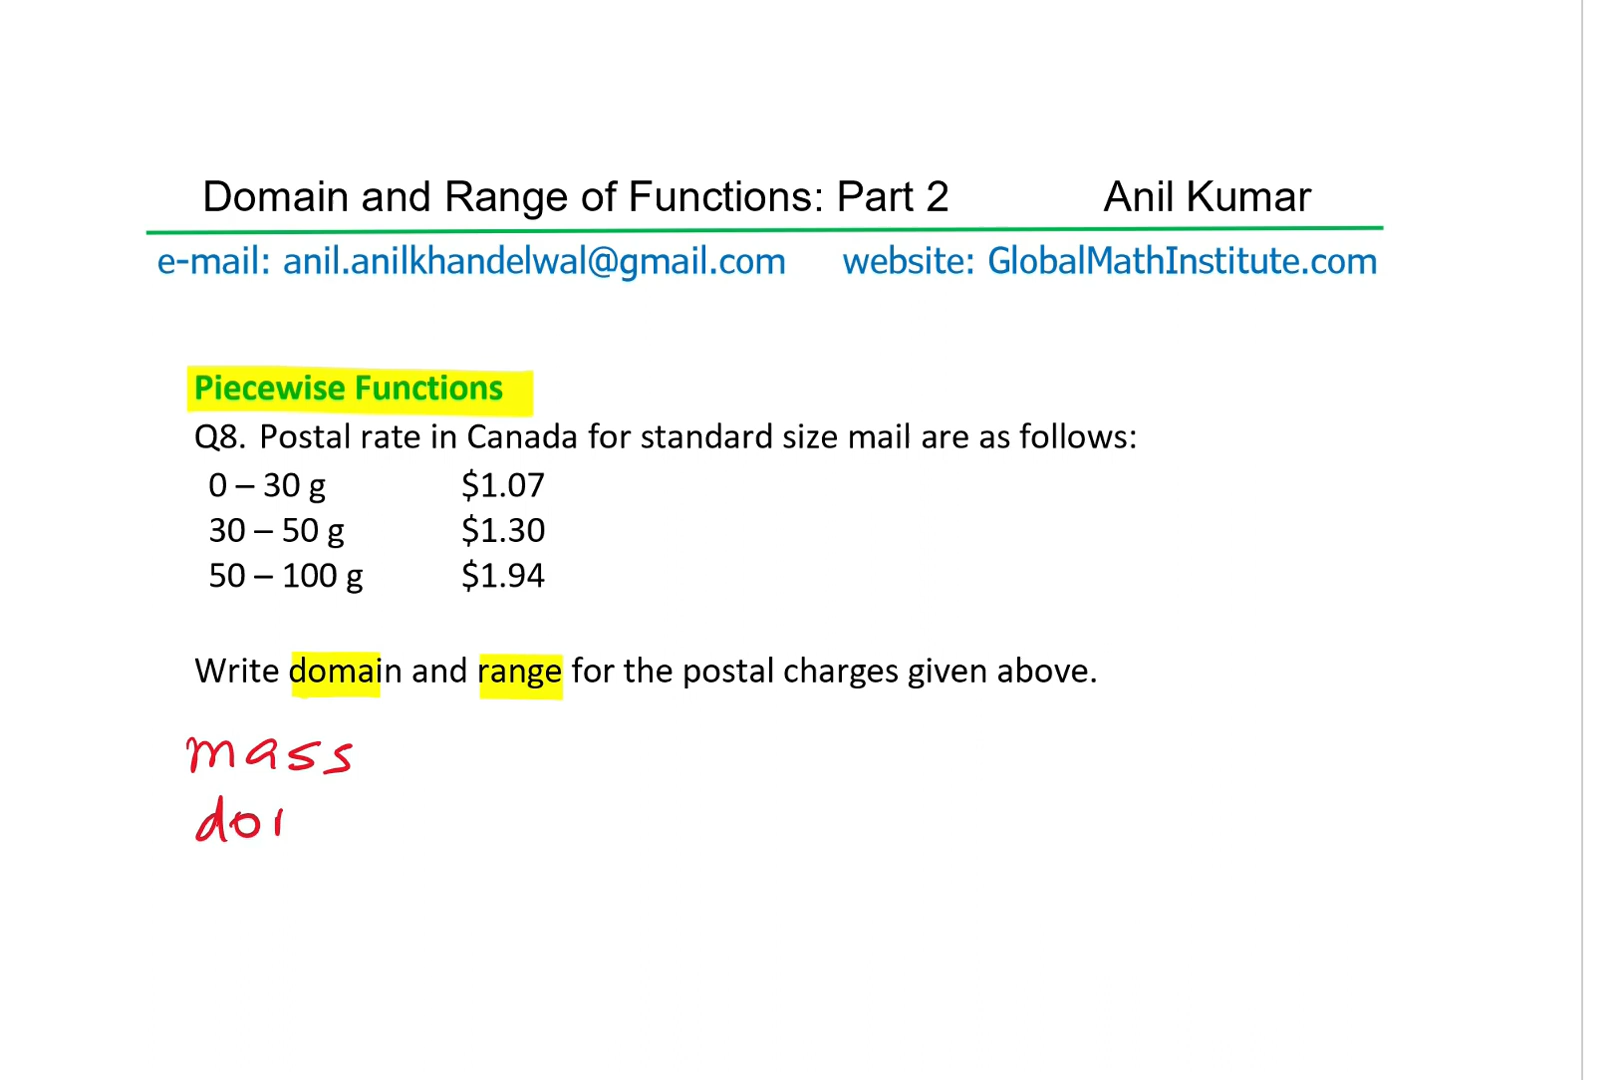 Domain and Range of Functions: Part 2 Anil Kumar
e-mail: anil.anilkhandelwal@gmail.com website: GlobalMathInstitute.com
Piecewise Functions
Q8. Postal rate in Canada for standard size mail are as follows:
0 – 30 g $1.07
30 – 50 g $1.30
50 – 100 g $1.94
Write domain and range for the postal charges given above.
mass